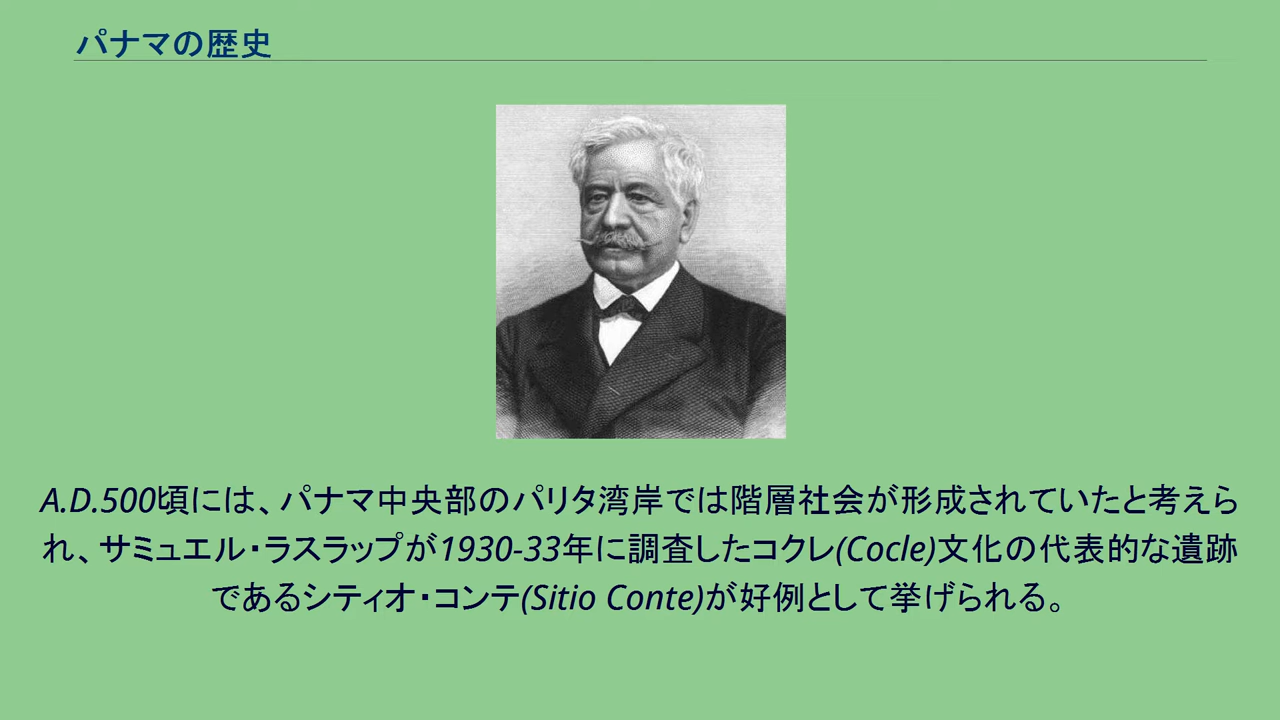 パナマの歴史
A.D.500頃には、パナマ中央部のパリタ湾岸では階層社会が形成されていたと考えら
れ、サミュエル・ラスラップが1930-33年に調査したコクレ(Cocle)文化の代表的な遺跡
であるシティオ・コンテ(Sitio Conte)が好例として挙げられる。